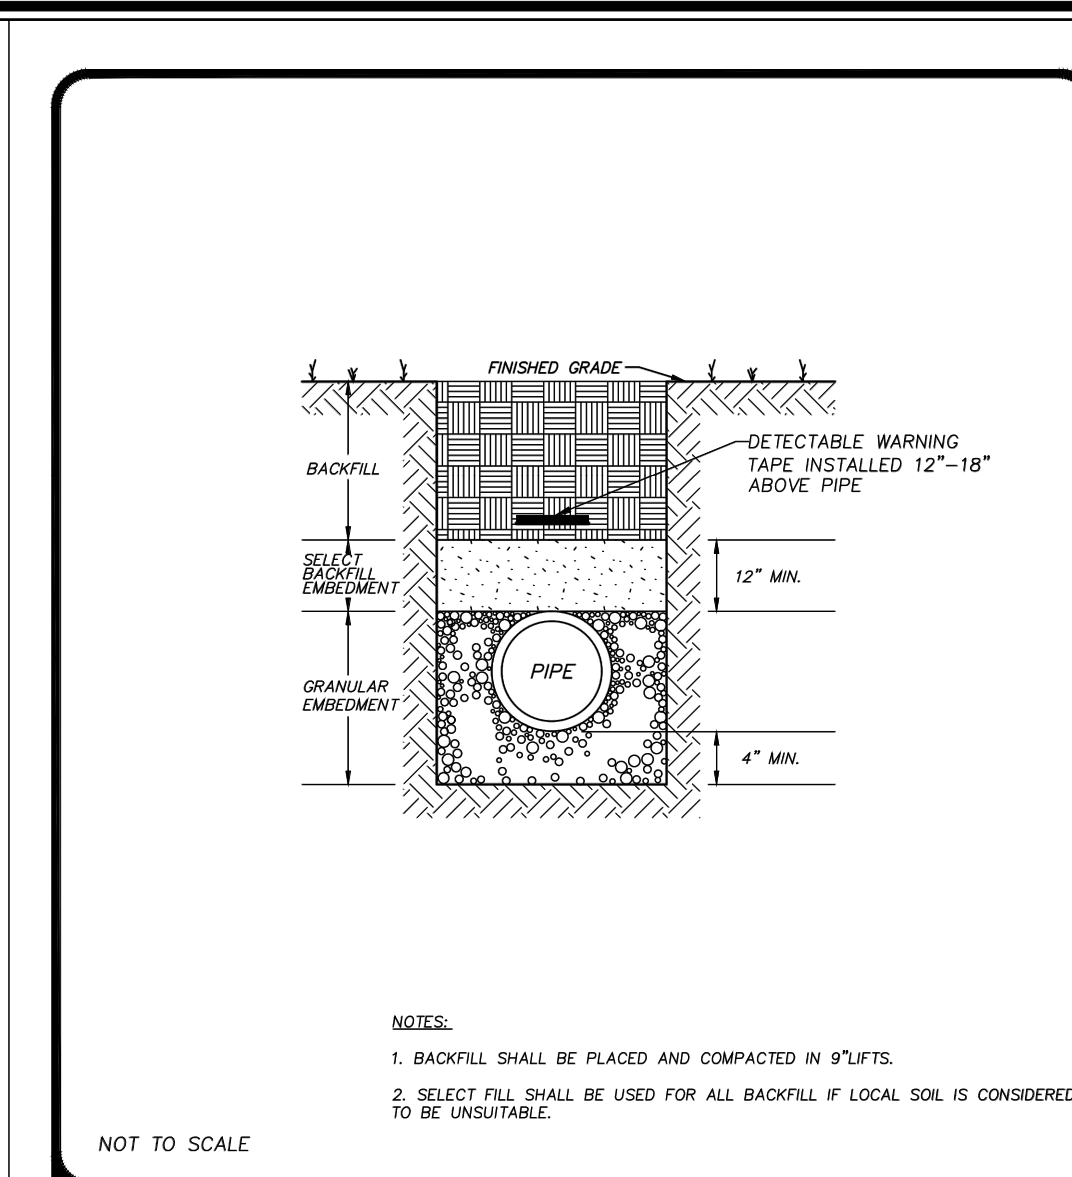 FINISHED GRADE
DETECTABLE WARNING
TAPE INSTALLED 12"-18"
ABOVE PIPE
BACKFILL
SELECT
BACKFILL
EMBEDMENT
12" MIN.
PIPE
GRANULAR
EMBEDMENT
4" MIN.
NOTES:
1. BACKFILL SHALL BE PLACED AND COMPACTED IN 9"LIFTS.
2. SELECT FILL SHALL BE USED FOR ALL BACKFILL IF LOCAL SOIL IS CONSIDERED
TO BE UNSUITABLE.
NOT TO SCALE